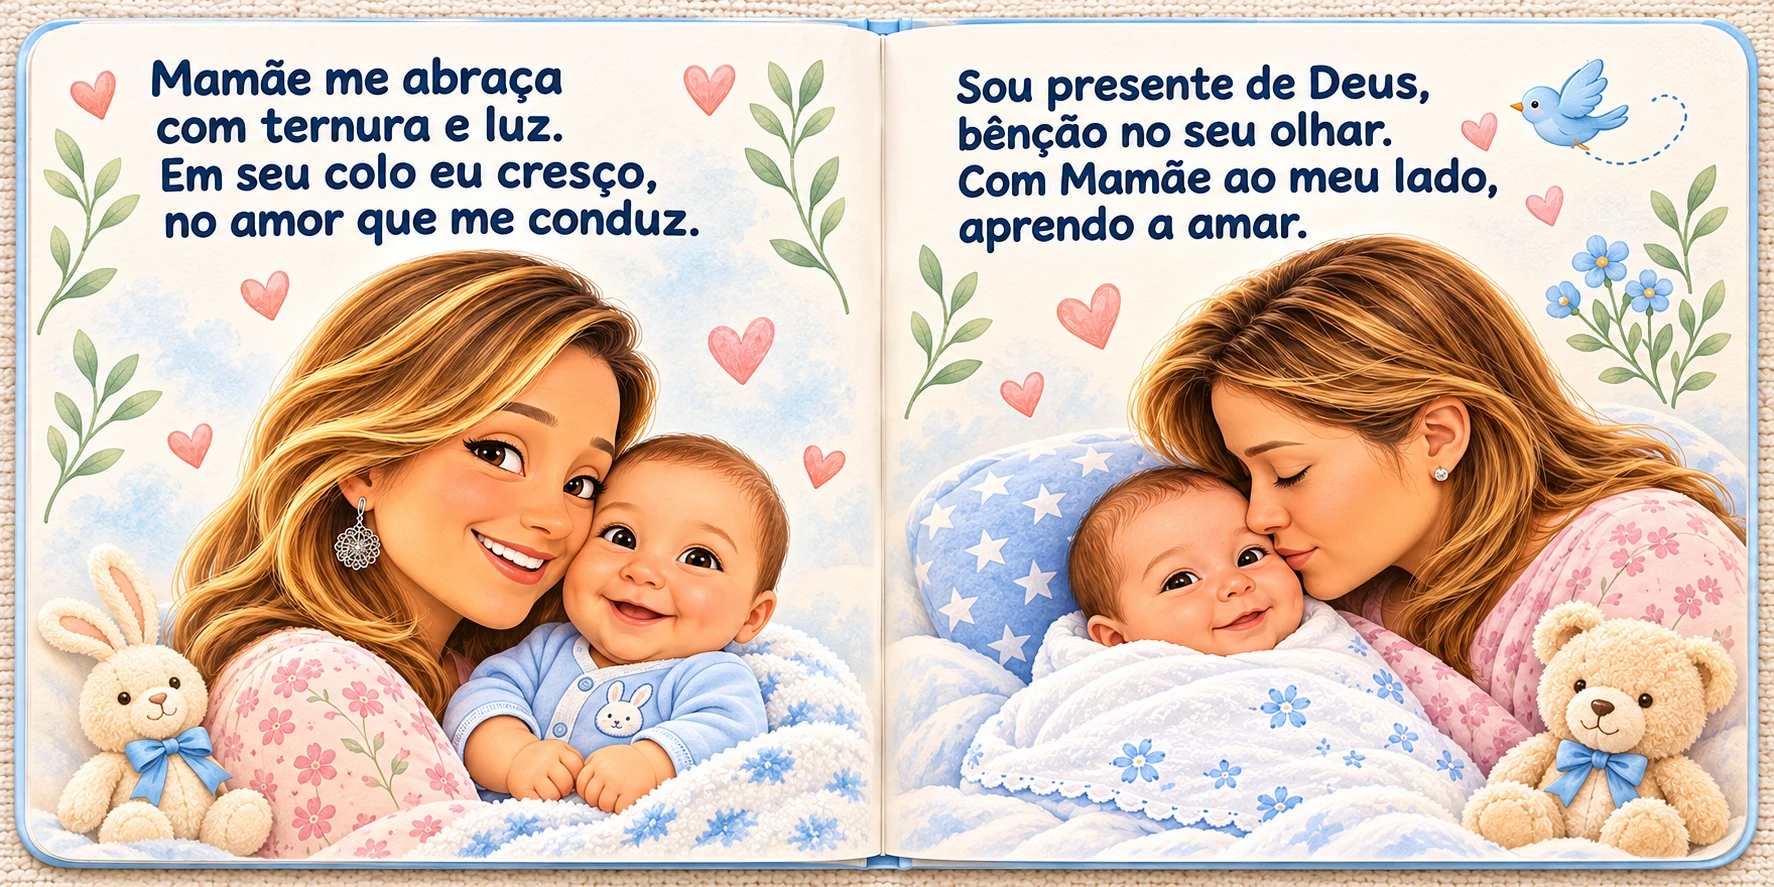 Mamãe me abraça
com ternura e luz.
Em seu colo eu cresço,
no amor que me conduz.
Sou presente de Deus,
bênção no seu olhar.
Com Mamãe ao meu lado,
aprendo a amar.